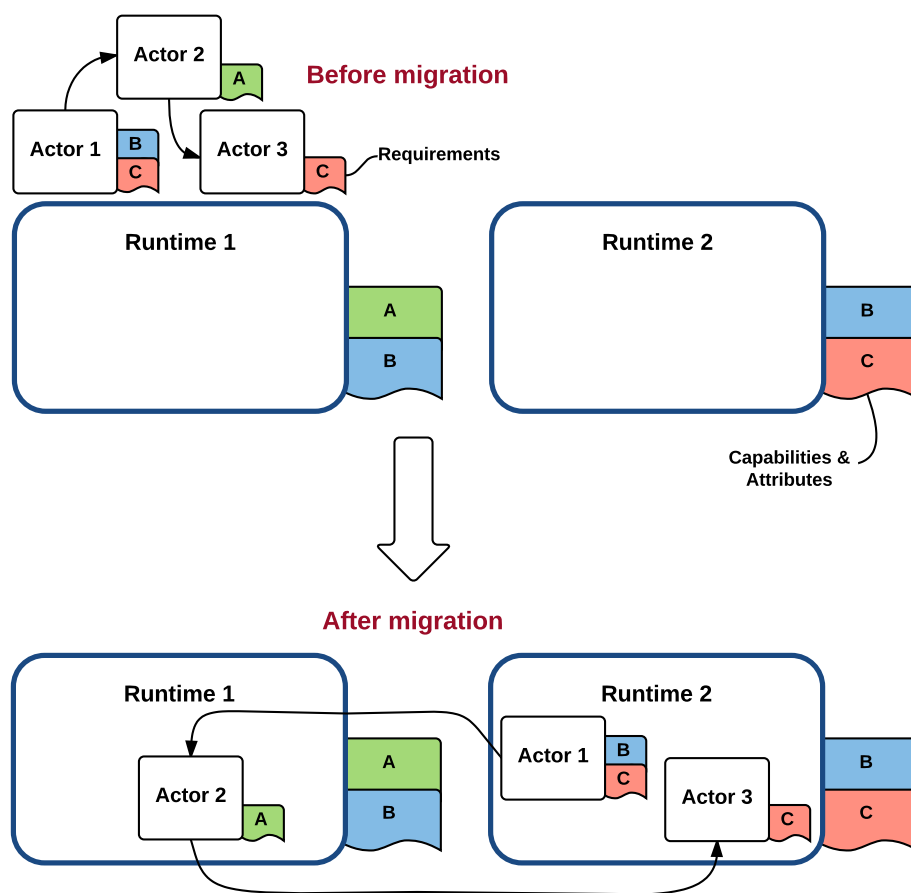 Actor 2
A
Before migration
Actor 1
B
C
Actor 3
C
Requirements
Runtime 1
A
B
Runtime 2
B
C
Capabilities &
Attributes
After migration
Runtime 1
A
B
Actor 2
A
Runtime 2
Actor 1
B
C
Actor 3
C
B
C